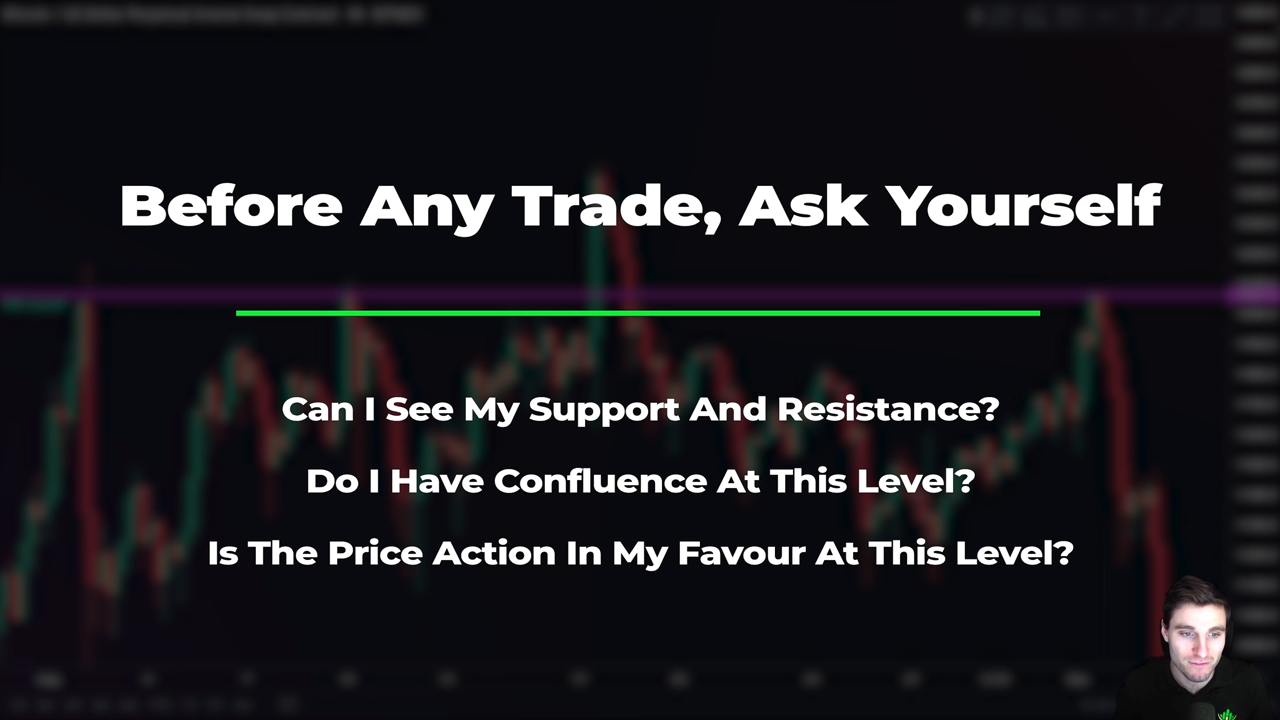 Before Any Trade, Ask Yourself
Can I See My Support And Resistance?
Do I Have Confluence At This Level?
Is The Price Action In My Favour At This Level?